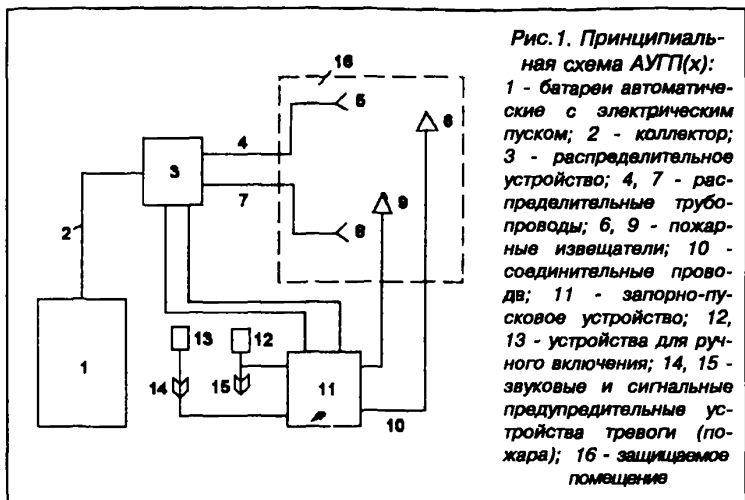 16
5
6
4
3
7
9
8
2
13
12
1
14
15
11
10
Рис.1. Принципиаль-
ная схема АУГП(х):
1 - батареи автоматиче-
ские с электрическим
пуском; 2 - коллектор;
3 - распределительное
устройство; 4, 7 - рас-
пределительные трубо-
проводы; 6, 9 - пожар-
ные извещатели; 10 -
соединительные прово-
дв; 11 - запорно-пу-
сковое устройство; 12,
13 - устройства для руч-
ного включения; 14, 15 -
звуковые и сигнальные
предупредительные ус-
тройства тревоги (по-
жара); 16 - защищаемое
помещение